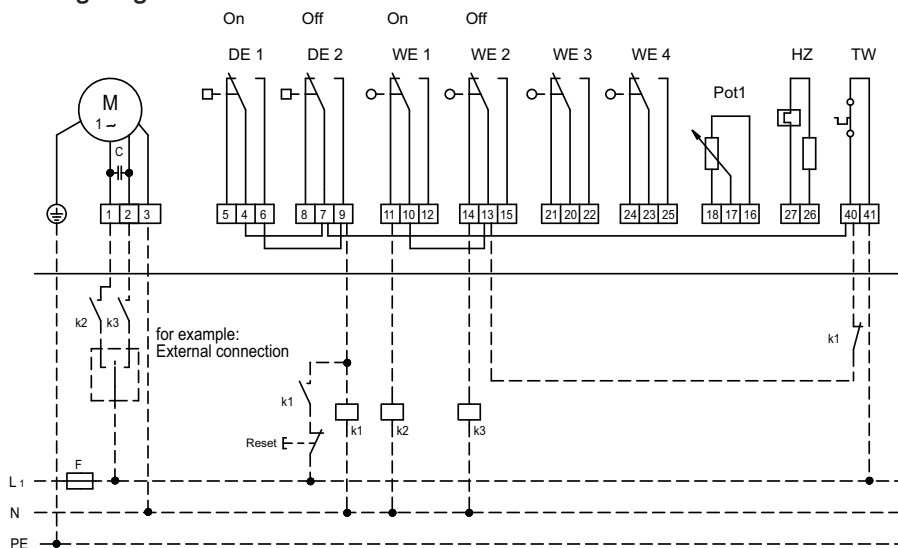 On Off On Off
DE 1 DE 2 WE 1 WE 2 WE 3 WE 4 HZ TW
Pot1
M
1 ~
C
1 2 3 5 4 6 8 7 9 11 10 12 14 13 15 21 20 22 24 23 25 18 17 16 27 26 40 41
k2 k3
for example:
External connection
k1
k1
Reset
k1 k2 k3
F
L1
N
PE